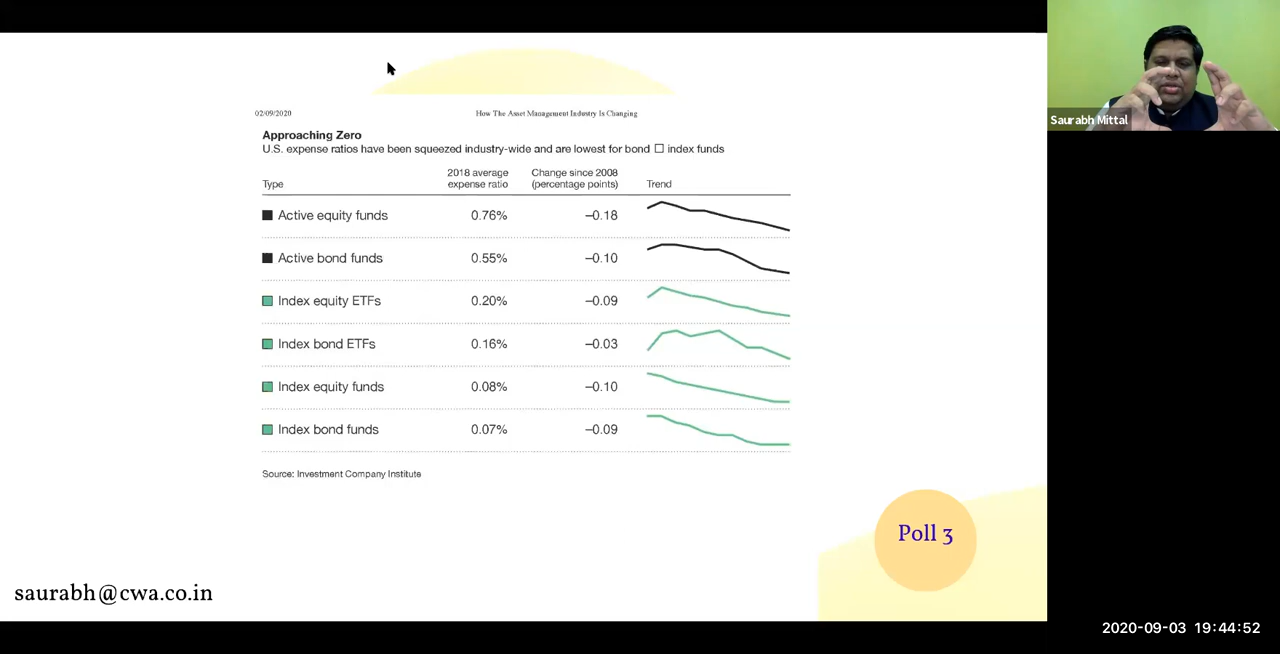 02/09/2020 How The Asset Management Industry Is Changing
Approaching Zero
U.S. expense ratios have been squeezed industry-wide and are lowest for bond □ index funds
Type 2018 average expense ratio Change since 2008 (percentage points) Trend
Active equity funds 0.76% –0.18
Active bond funds 0.55% –0.10
Index equity ETFs 0.20% –0.09
Index bond ETFs 0.16% –0.03
Index equity funds 0.08% –0.10
Index bond funds 0.07% –0.09
Source: Investment Company Institute
Poll 3
saurabh@cwa.co.in
Saurabh Mittal
2020-09-03 19:44:52